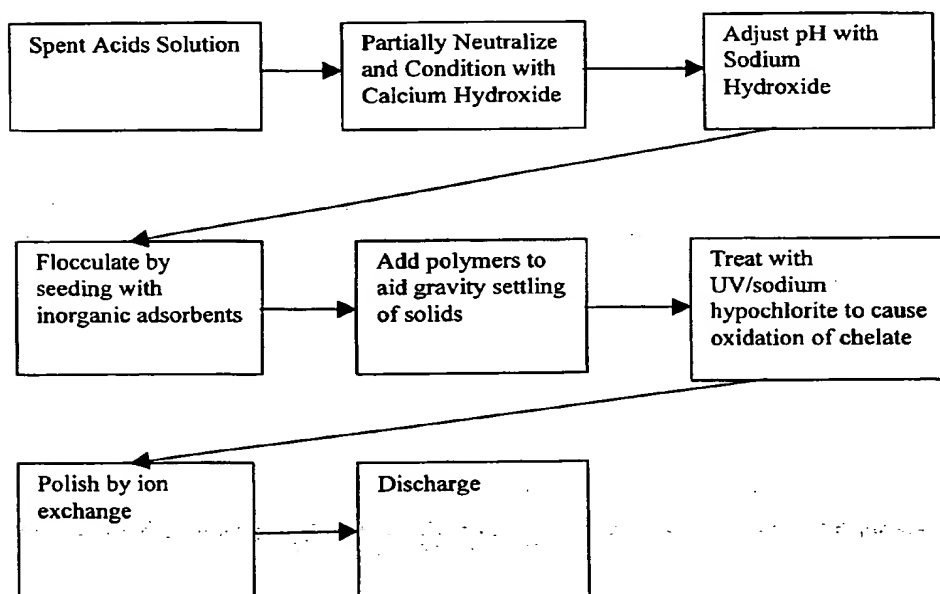 Spent Acids Solution
Partially Neutralize
and Condition with
Calcium Hydroxide
Adjust pH with
Sodium
Hydroxide
Flocculate by
seeding with
inorganic adsorbents
Add polymers to
aid gravity settling
of solids
Treat with
UV/sodium
hypochlorite to cause
oxidation of chelate
Polish by ion
exchange
Discharge